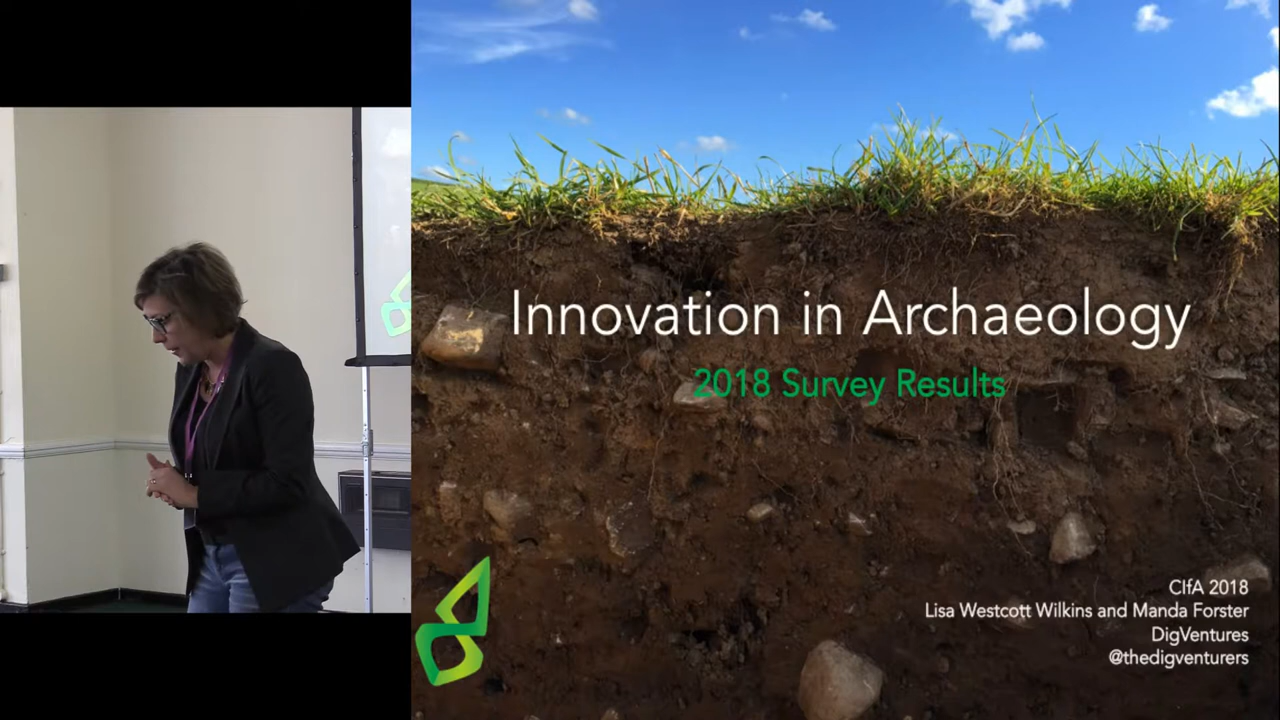 Innovation in Archaeology
2018 Survey Results
CIfA 2018
Lisa Westcott Wilkins and Manda Forster
DigVentures
@thedigventurers